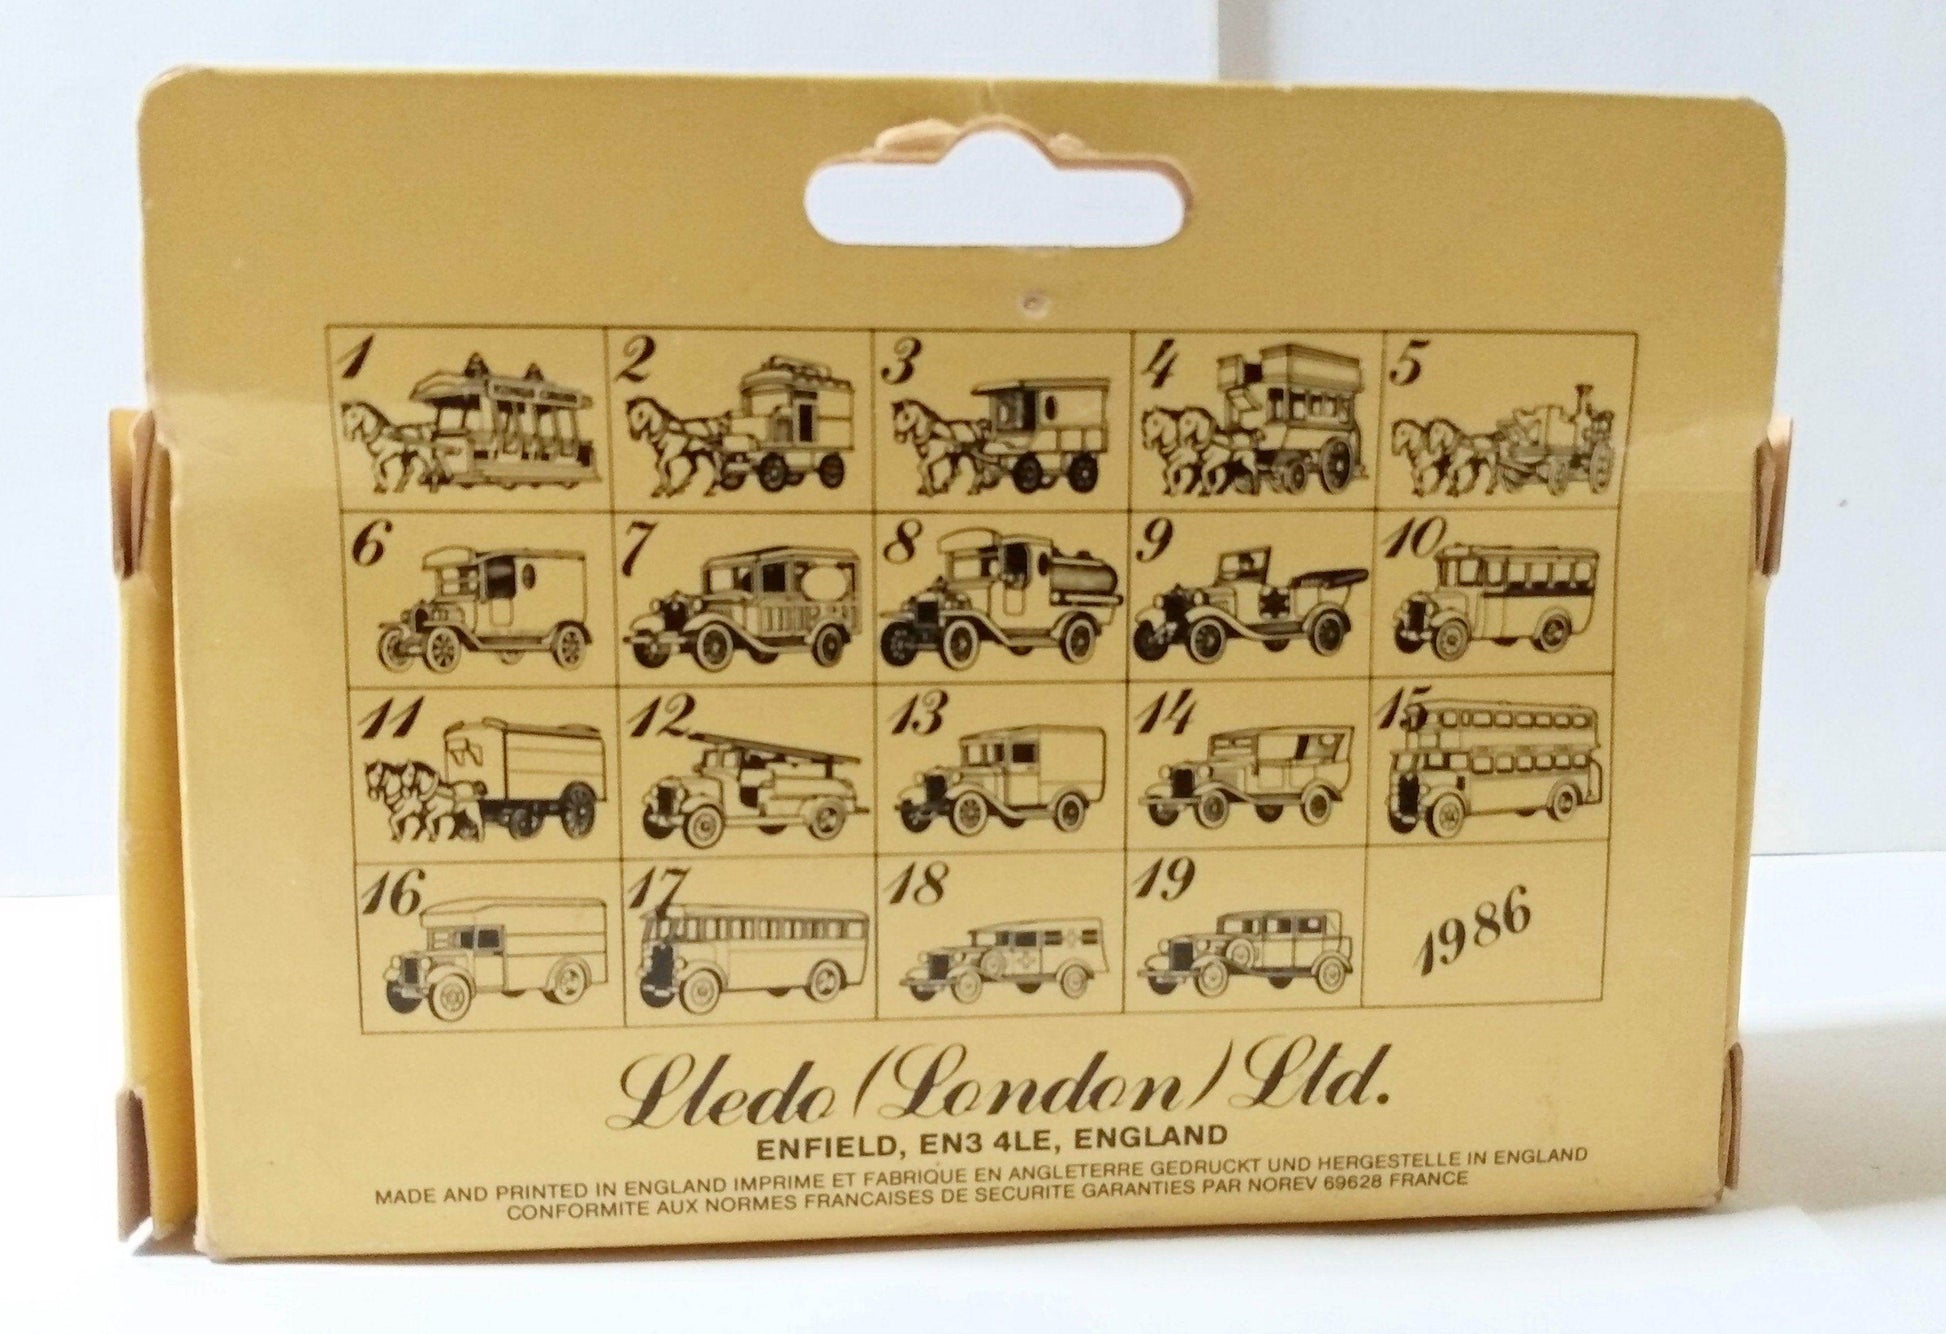 1 2 3 4 5
6 7 8 9 10
11 12 13 14 15
16 17 18 19 1986
Lledo (London) Ltd.
ENFIELD, EN3 4LE, ENGLAND
MADE AND PRINTED IN ENGLAND IMPRIME ET FABRIQUE EN ANGLETERRE GEDRUCKT UND HERGESTELLE IN ENGLAND
CONFORMITE AUX NORMES FRANCAISES DE SECURITE GARANTIES PAR NOREV 69628 FRANCE